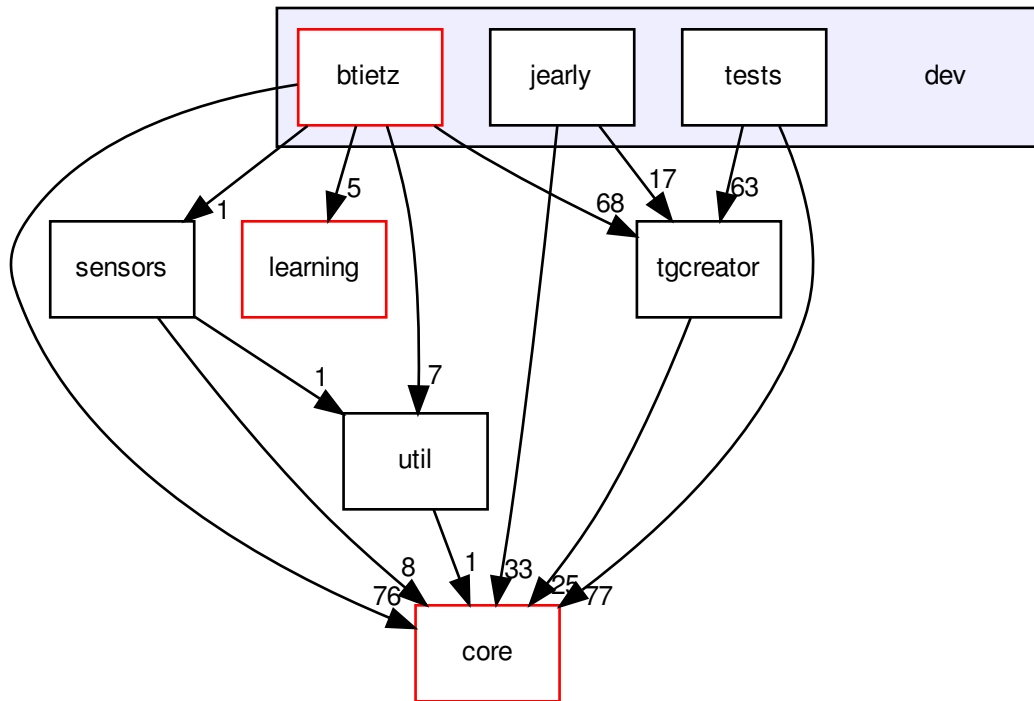 btietz
jearly
tests
dev
1
5
68
17
63
sensors
learning
tgcreator
1
7
util
76
8
1
33
25
77
core